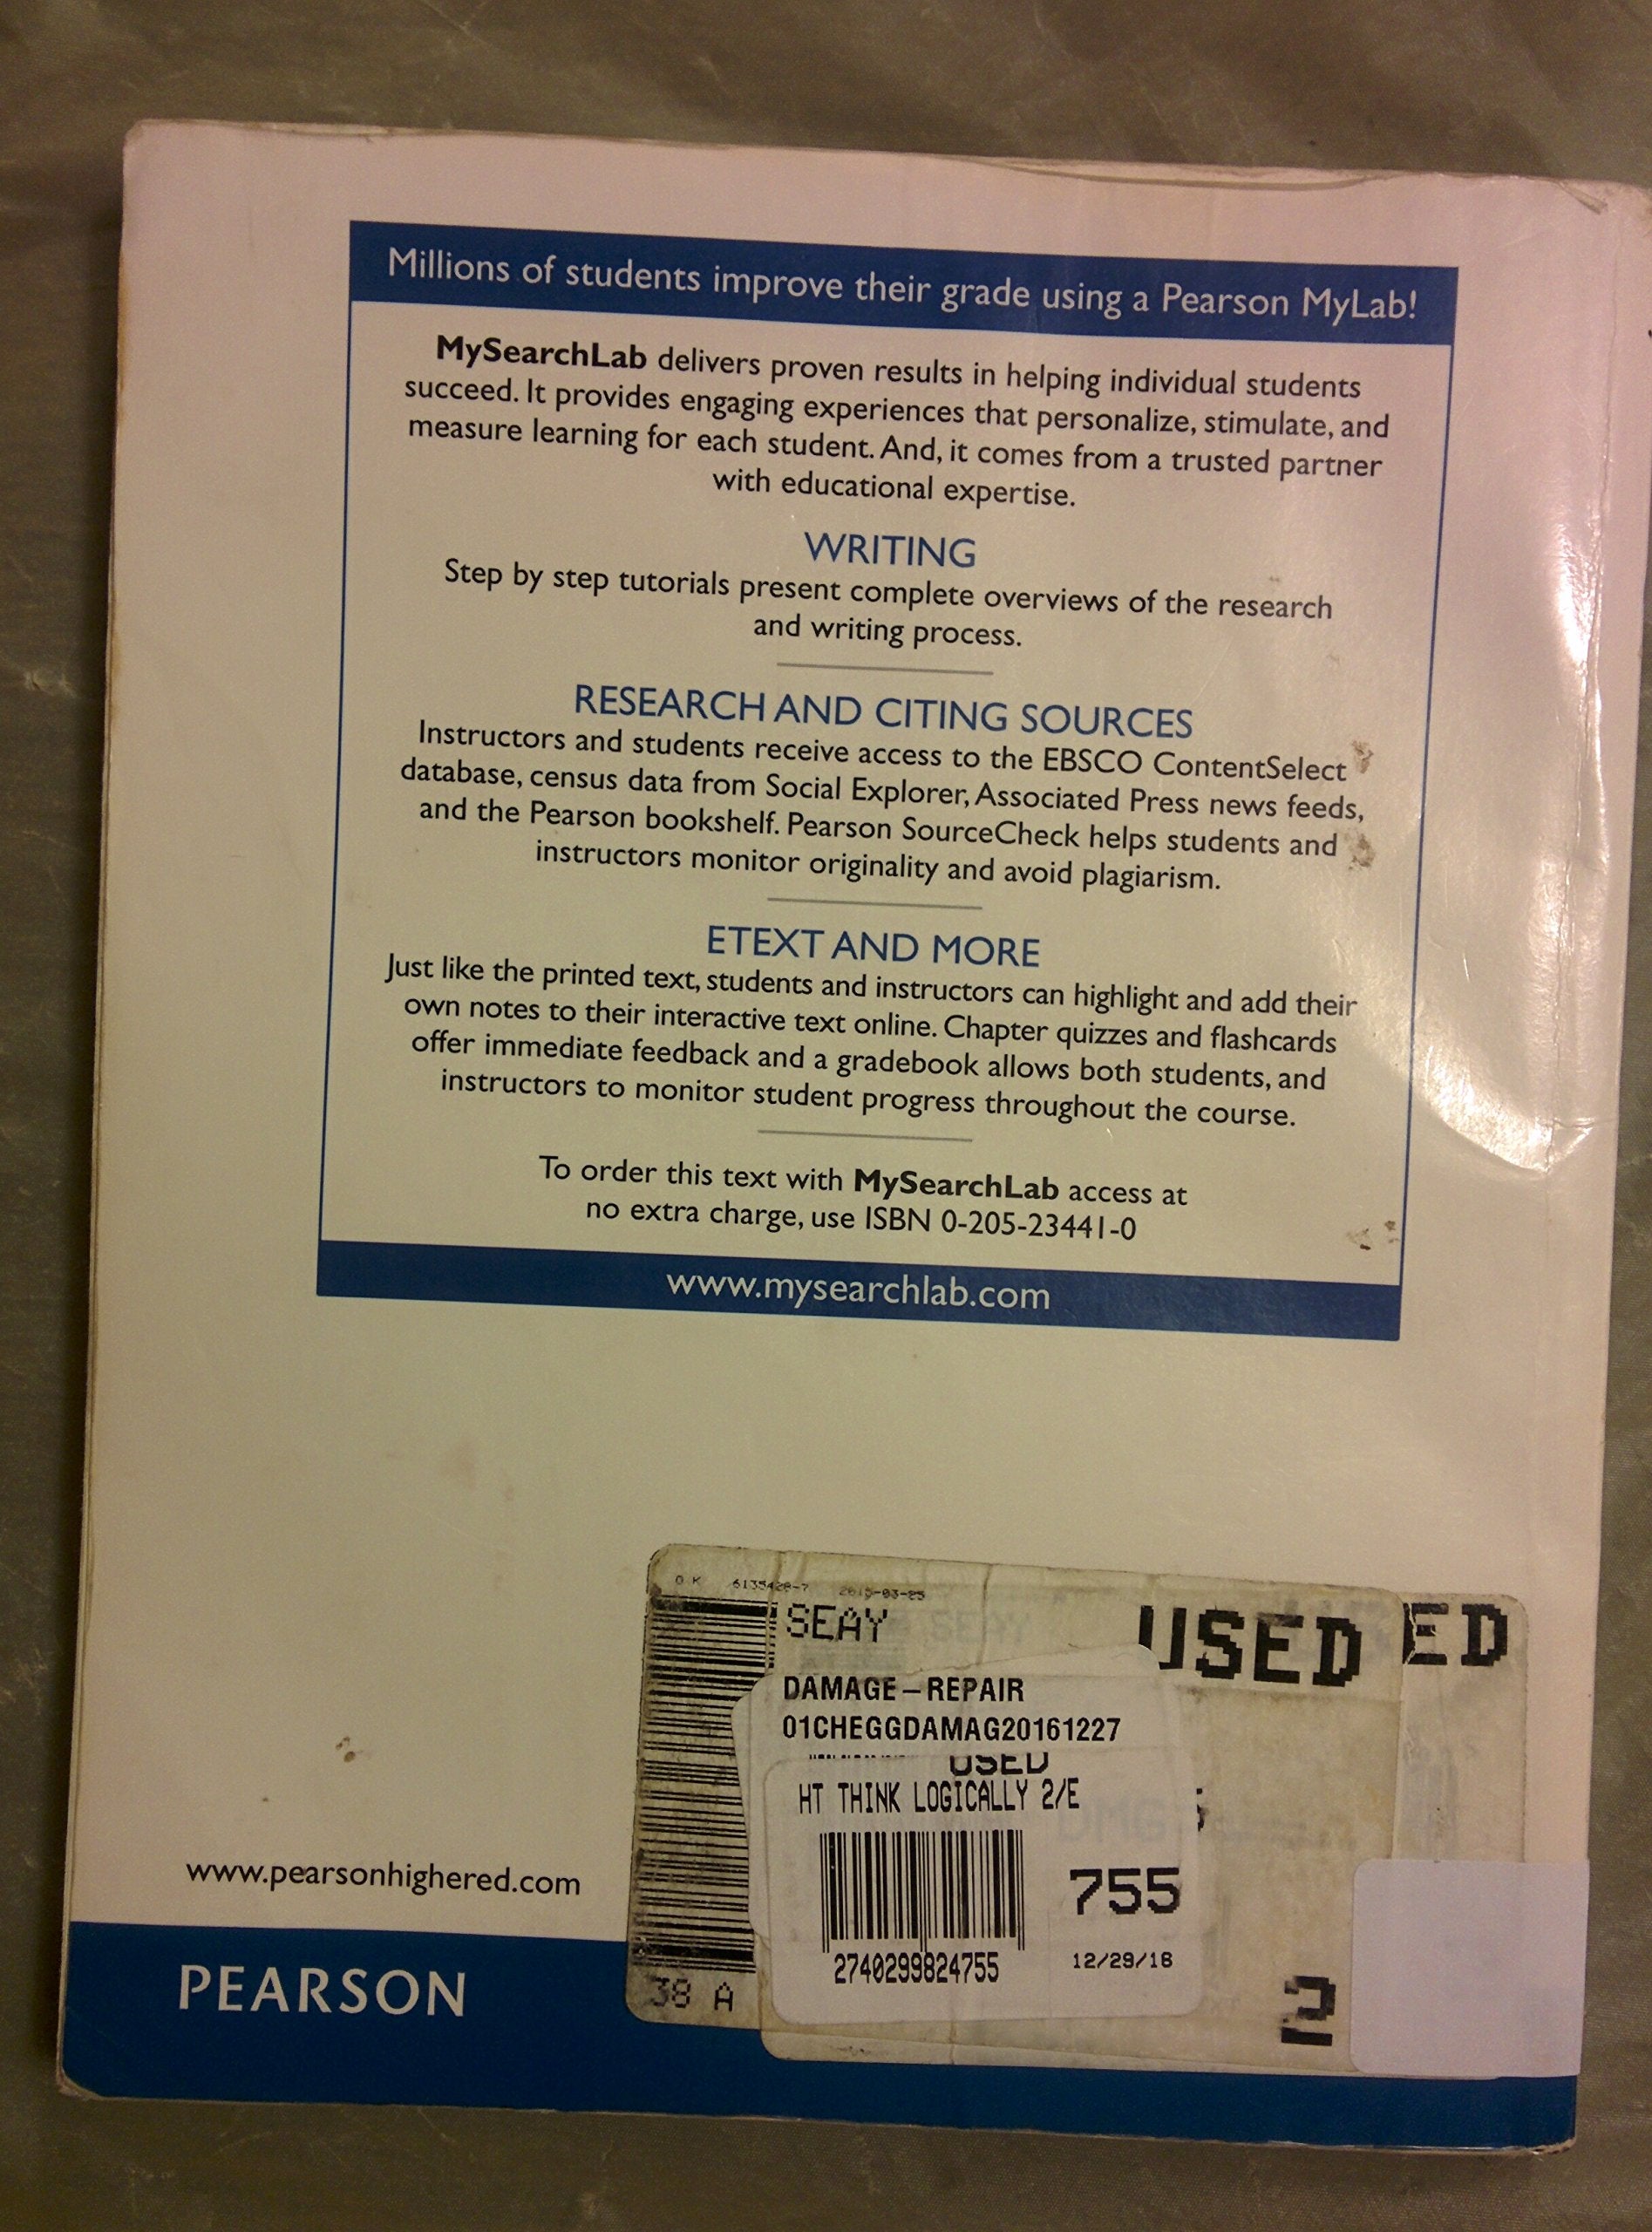 Millions of students improve their grade using a Pearson MyLab!
MySearchLab delivers proven results in helping individual students
succeed. It provides engaging experiences that personalize, stimulate, and
measure learning for each student. And, it comes from a trusted partner
with educational expertise.
WRITING
Step by step tutorials present complete overviews of the research
and writing process.
RESEARCH AND CITING SOURCES
Instructors and students receive access to the EBSCO ContentSelect
database, census data from Social Explorer, Associated Press news feeds,
and the Pearson bookshelf. Pearson SourceCheck helps students and
instructors monitor originality and avoid plagiarism.
ETEXT AND MORE
Just like the printed text, students and instructors can highlight and add their
own notes to their interactive text online. Chapter quizzes and flashcards
offer immediate feedback and a gradebook allows both students, and
instructors to monitor student progress throughout the course.
To order this text with MySearchLab access at
no extra charge, use ISBN 0-205-23441-0
www.mysearchlab.com
O K
SEAY
USED ED
DAMAGE – REPAIR
01CHEGGDAMAG20161227
USED
HT THINK LOGICALLY 2/E
755
2740299824755
12/29/16
38 A
2
www.pearsonhighered.com
PEARSON